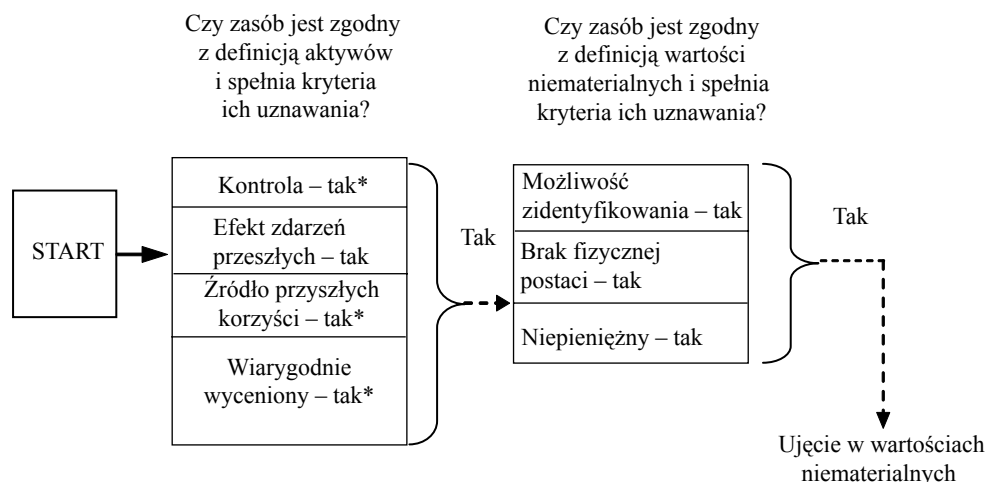 Czy zasób jest zgodny
z definicją aktywów
i spełnia kryteria
ich uznawania?
Czy zasób jest zgodny
z definicją wartości
niematerialnych i spełnia
kryteria ich uznawania?
START
Kontrola – tak*
Efekt zdarzeń
przeszłych – tak
Źródło przyszłych
korzyści – tak*
Wiarygodnie
wyceniony – tak*
Tak
Możliwość
zidentyfikowania – tak
Brak fizycznej
postaci – tak
Niepieniężny – tak
Tak
Ujęcie w wartościach
niematerialnych